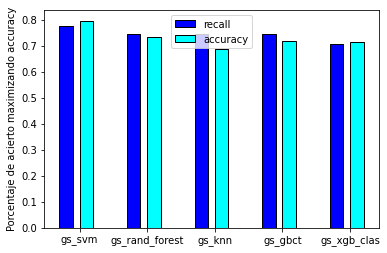 Porcentaje de acierto maximizando accuracy
0.8
0.7
0.6
0.5
0.4
0.3
0.2
0.1
0.0
recall
accuracy
gs_svm
gs_rand_forest
gs_knn
gs_gbct
gs_xgb_clas